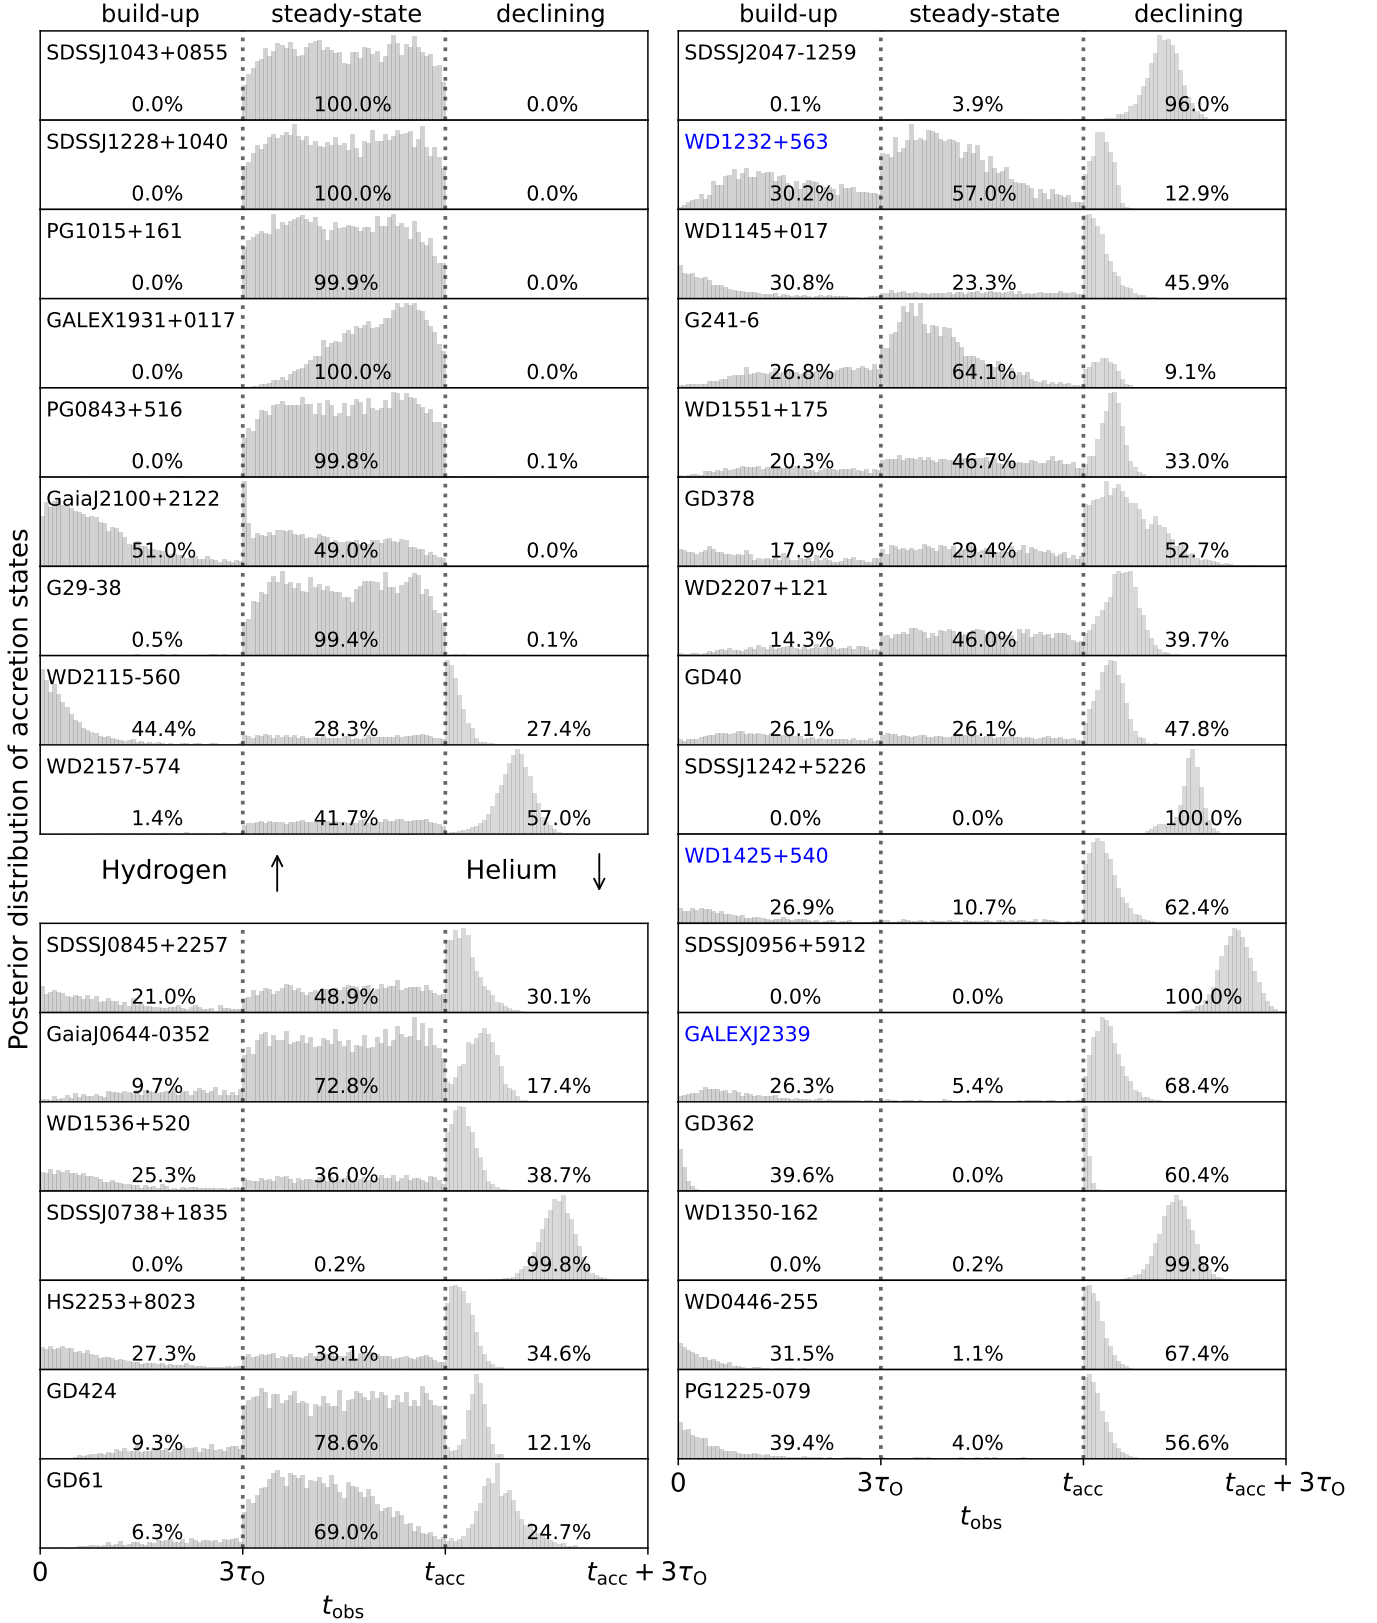 Posterior distribution of accretion states
build-up steady-state declining
SDSSJ1043+0855
0.0% 100.0% 0.0%
SDSSJ1228+1040
0.0% 100.0% 0.0%
PG1015+161
0.0% 99.9% 0.0%
GALEX1931+0117
0.0% 100.0% 0.0%
PG0843+516
0.0% 99.8% 0.1%
GaiaJ2100+2122
51.0% 49.0% 0.0%
G29-38
0.5% 99.4% 0.1%
WD2115-560
44.4% 28.3% 27.4%
WD2157-574
1.4% 41.7% 57.0%
Hydrogen ↑ Helium ↓
SDSSJ0845+2257
21.0% 48.9% 30.1%
GaiaJ0644-0352
9.7% 72.8% 17.4%
WD1536+520
25.3% 36.0% 38.7%
SDSSJ0738+1835
0.0% 0.2% 99.8%
HS2253+8023
27.3% 38.1% 34.6%
GD424
9.3% 78.6% 12.1%
GD61
6.3% 69.0% 24.7%
0 3τ_O t_acc t_acc + 3τ_O
t_obs
build-up steady-state declining
SDSSJ2047-1259
0.1% 3.9% 96.0%
WD1232+563
30.2% 57.0% 12.9%
WD1145+017
30.8% 23.3% 45.9%
G241-6
26.8% 64.1% 9.1%
WD1551+175
20.3% 46.7% 33.0%
GD378
17.9% 29.4% 52.7%
WD2207+121
14.3% 46.0% 39.7%
GD40
26.1% 26.1% 47.8%
SDSSJ1242+5226
0.0% 0.0% 100.0%
WD1425+540
26.9% 10.7% 62.4%
SDSSJ0956+5912
0.0% 0.0% 100.0%
GALEXJ2339
26.3% 5.4% 68.4%
GD362
39.6% 0.0% 60.4%
WD1350-162
0.0% 0.2% 99.8%
WD0446-255
31.5% 1.1% 67.4%
PG1225-079
39.4% 4.0% 56.6%
0 3τ_O t_acc t_acc + 3τ_O
t_obs